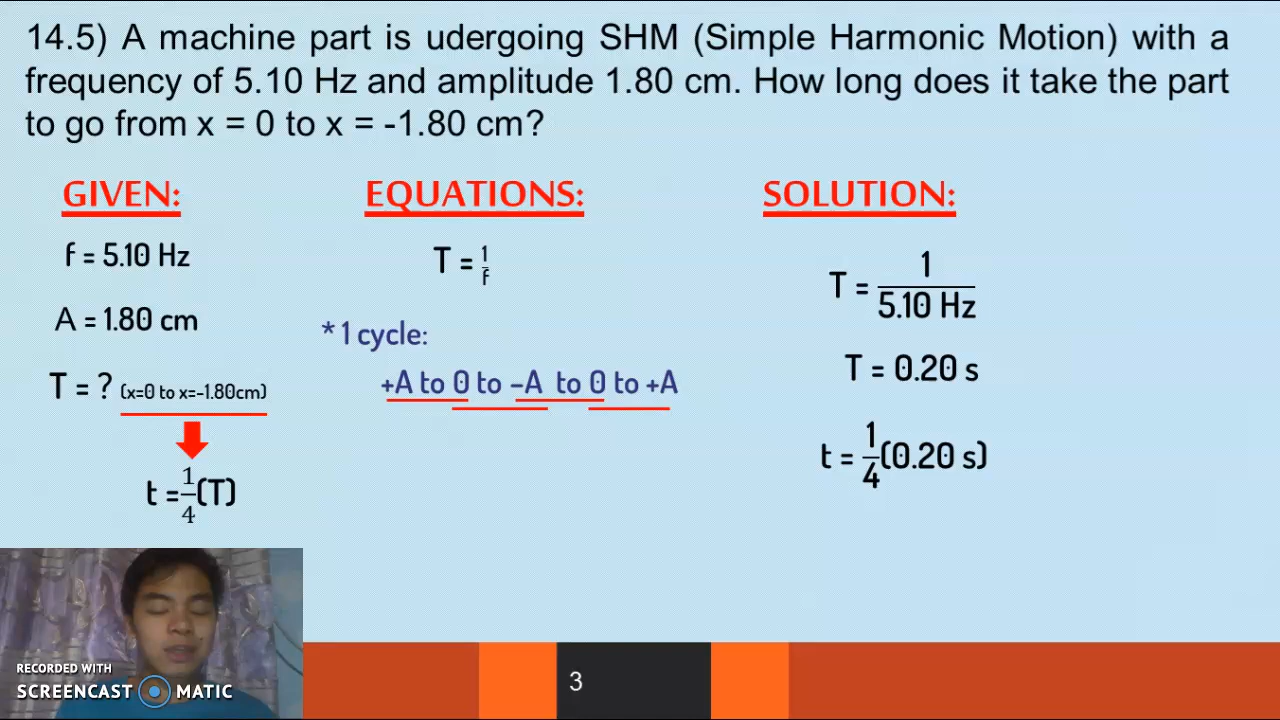 14.5) A machine part is udergoing SHM (Simple Harmonic Motion) with a
frequency of 5.10 Hz and amplitude 1.80 cm. How long does it take the part
to go from x = 0 to x = -1.80 cm?
GIVEN:
f = 5.10 Hz
A = 1.80 cm
T = ? (x=0 to x=-1.80cm)
t = 1/4 (T)
EQUATIONS:
T = 1/f
* 1 cycle:
+A to 0 to –A to 0 to +A
SOLUTION:
T = 1/5.10 Hz
T = 0.20 s
t = 1/4 (0.20 s)
RECORDED WITH
SCREENCAST MATIC
3